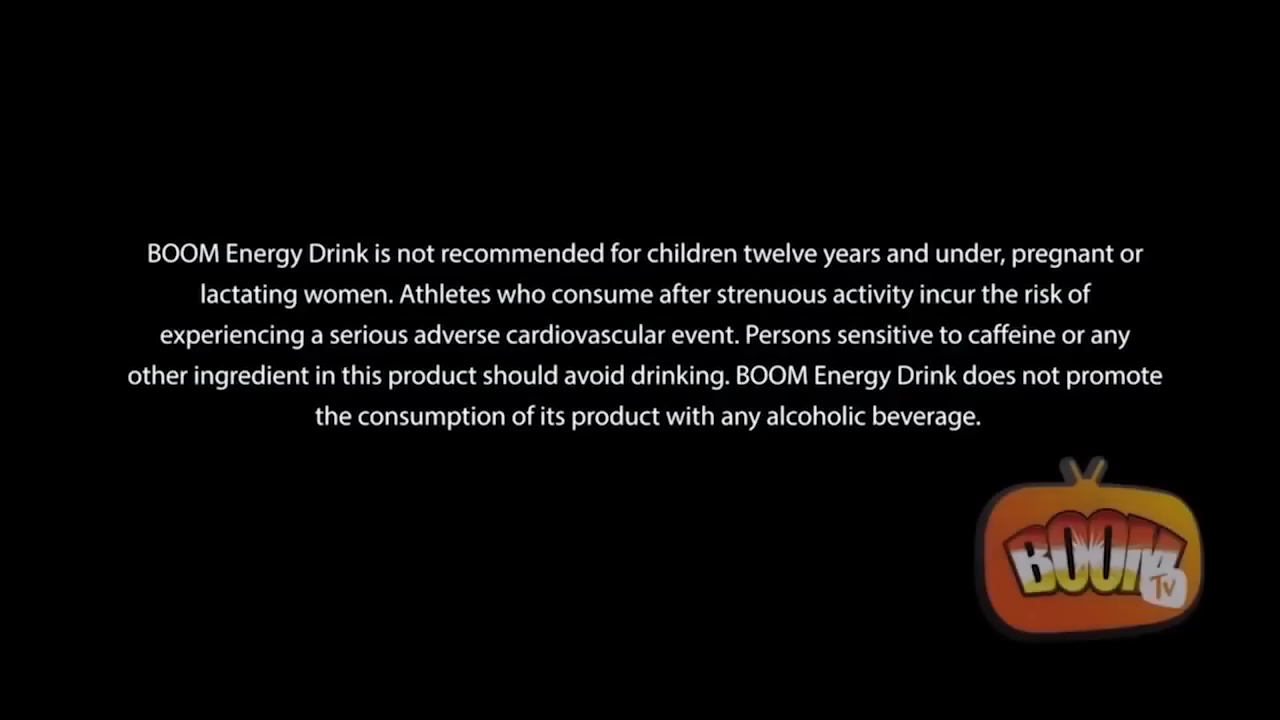 BOOM Energy Drink is not recommended for children twelve years and under, pregnant or
lactating women. Athletes who consume after strenuous activity incur the risk of
experiencing a serious adverse cardiovascular event. Persons sensitive to caffeine or any
other ingredient in this product should avoid drinking. BOOM Energy Drink does not promote
the consumption of its product with any alcoholic beverage.
BOOM
Tv